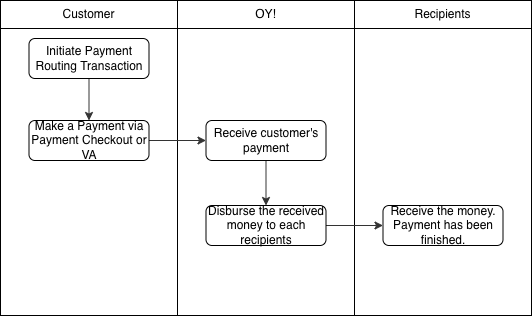 Customer
OY!
Recipients
Initiate Payment
Routing Transaction
Make a Payment via
Payment Checkout or
VA
Receive customer's
payment
Disburse the received
money to each
recipients
Receive the money.
Payment has been
finished.